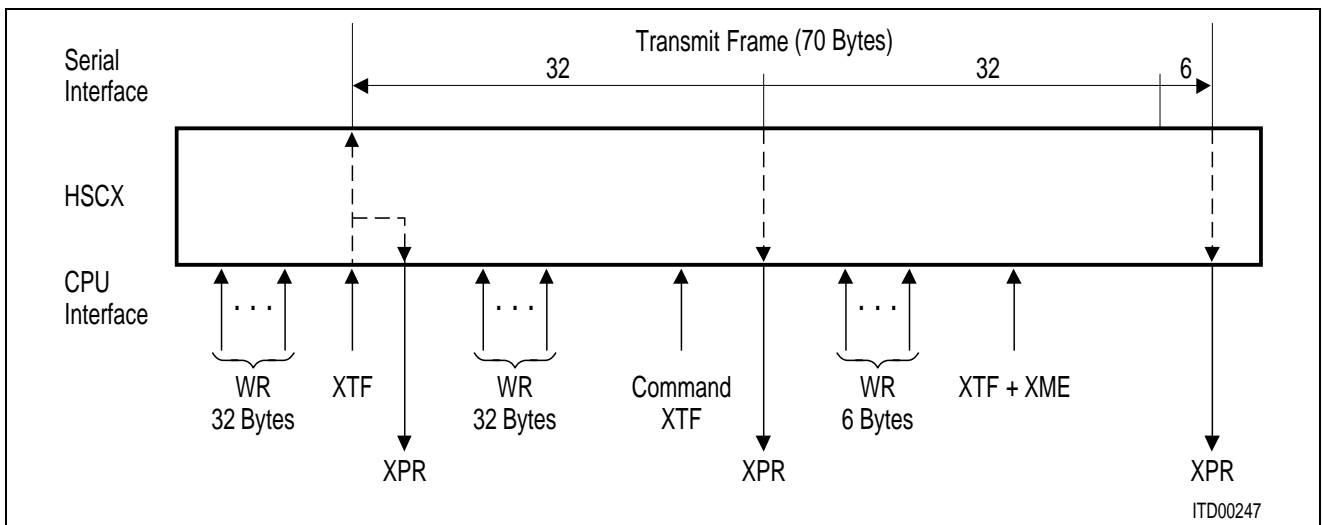 Transmit Frame (70 Bytes)
Serial
Interface
32
32
6
HSCX
CPU
Interface
. . .
. . .
. . .
WR
32 Bytes
XTF
WR
32 Bytes
Command
XTF
WR
6 Bytes
XTF + XME
XPR
XPR
XPR
ITD00247